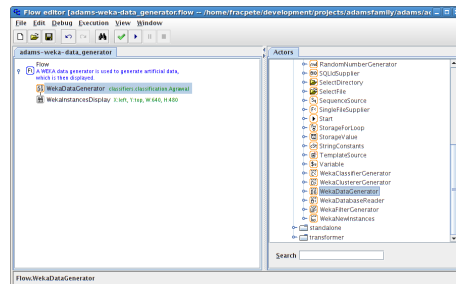 Flow editor [adams-weka-data_generator.flow -- /home/fracpete/development/projects/adamsfamily/adams/ac
File Edit Debug Execution View Window
adams-weka-data_generator
Flow
A WEKA data generator is used to generate artificial data,
which is then displayed.
WekaDataGenerator classifiers.classification.Agrawal
WekaInstancesDisplay X:left, Y:top, W:640, H:480
Actors
RandomNumberGenerator
SQLIdSupplier
SelectDirectory
SelectFile
SequenceSource
SingleFileSupplier
Start
StorageForLoop
StorageValue
StringConstants
TemplateSource
Variable
WekaClassifierGenerator
WekaClustererGenerator
WekaDataGenerator
WekaDatabaseReader
WekaFilterGenerator
WekaNewInstances
standalone
transformer
Search
Flow.WekaDataGenerator